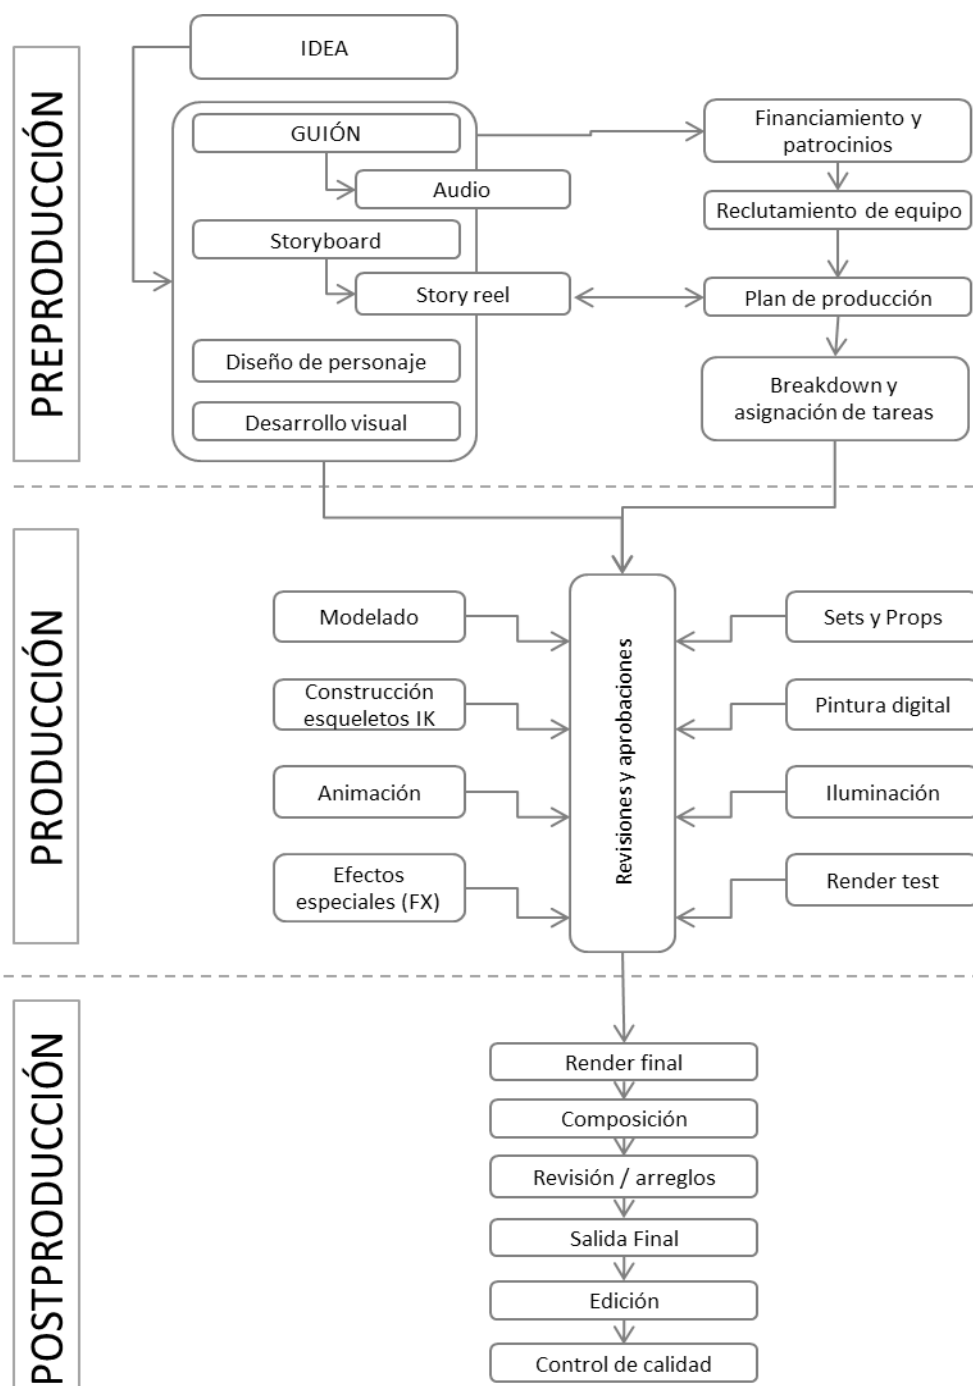 PREPRODUCCIÓN
IDEA
GUIÓN
Audio
Storyboard
Story reel
Diseño de personaje
Desarrollo visual
Financiamiento y
patrocinios
Reclutamiento de equipo
Plan de producción
Breakdown y
asignación de tareas
PRODUCCIÓN
Modelado
Construcción
esqueletos IK
Animación
Efectos
especiales (FX)
Revisiones y aprobaciones
Sets y Props
Pintura digital
Iluminación
Render test
POSTPRODUCCIÓN
Render final
Composición
Revisión / arreglos
Salida Final
Edición
Control de calidad